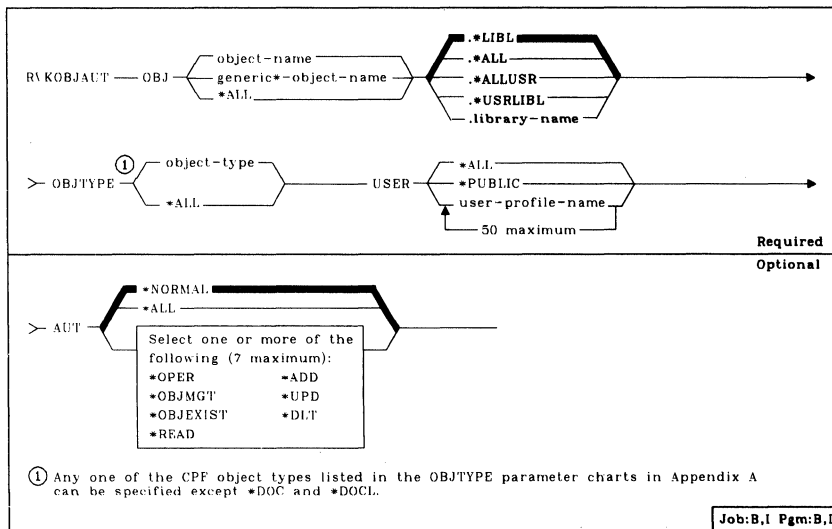 .*LIBL
object-name
.*ALL
RVKOBJAUT OBJ generic*-object-name .*ALLUSR
*ALL
.*USRLIBL
.library-name
① object-type *ALL
OBJTYPE USER *PUBLIC
*ALL user-profile-name
50 maximum
Required
Optional
*NORMAL
*ALL
AUT
Select one or more of the
following (7 maximum):
*OPER *ADD
*OBJMGT *UPD
*OBJEXIST *DLT
*READ
① Any one of the CPF object types listed in the OBJTYPE parameter charts in Appendix A
can be specified except *DOC and *DOCL.
Job:B,I Pgm:B,I